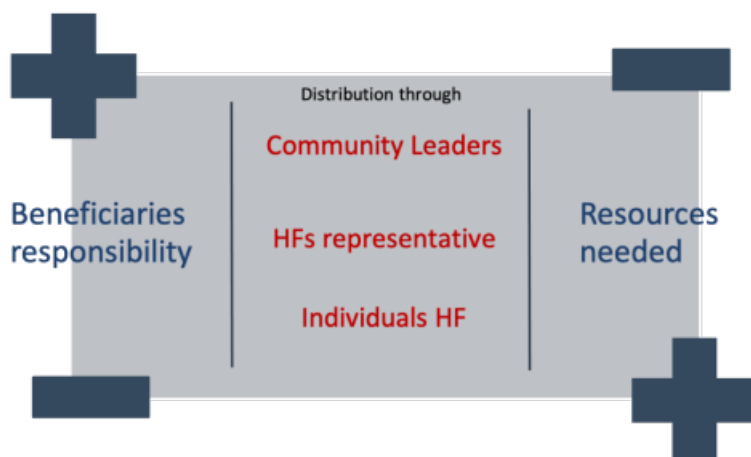 Distribution through
Community Leaders
Beneficiaries
responsibility
HFs representative
Individuals HF
Resources
needed